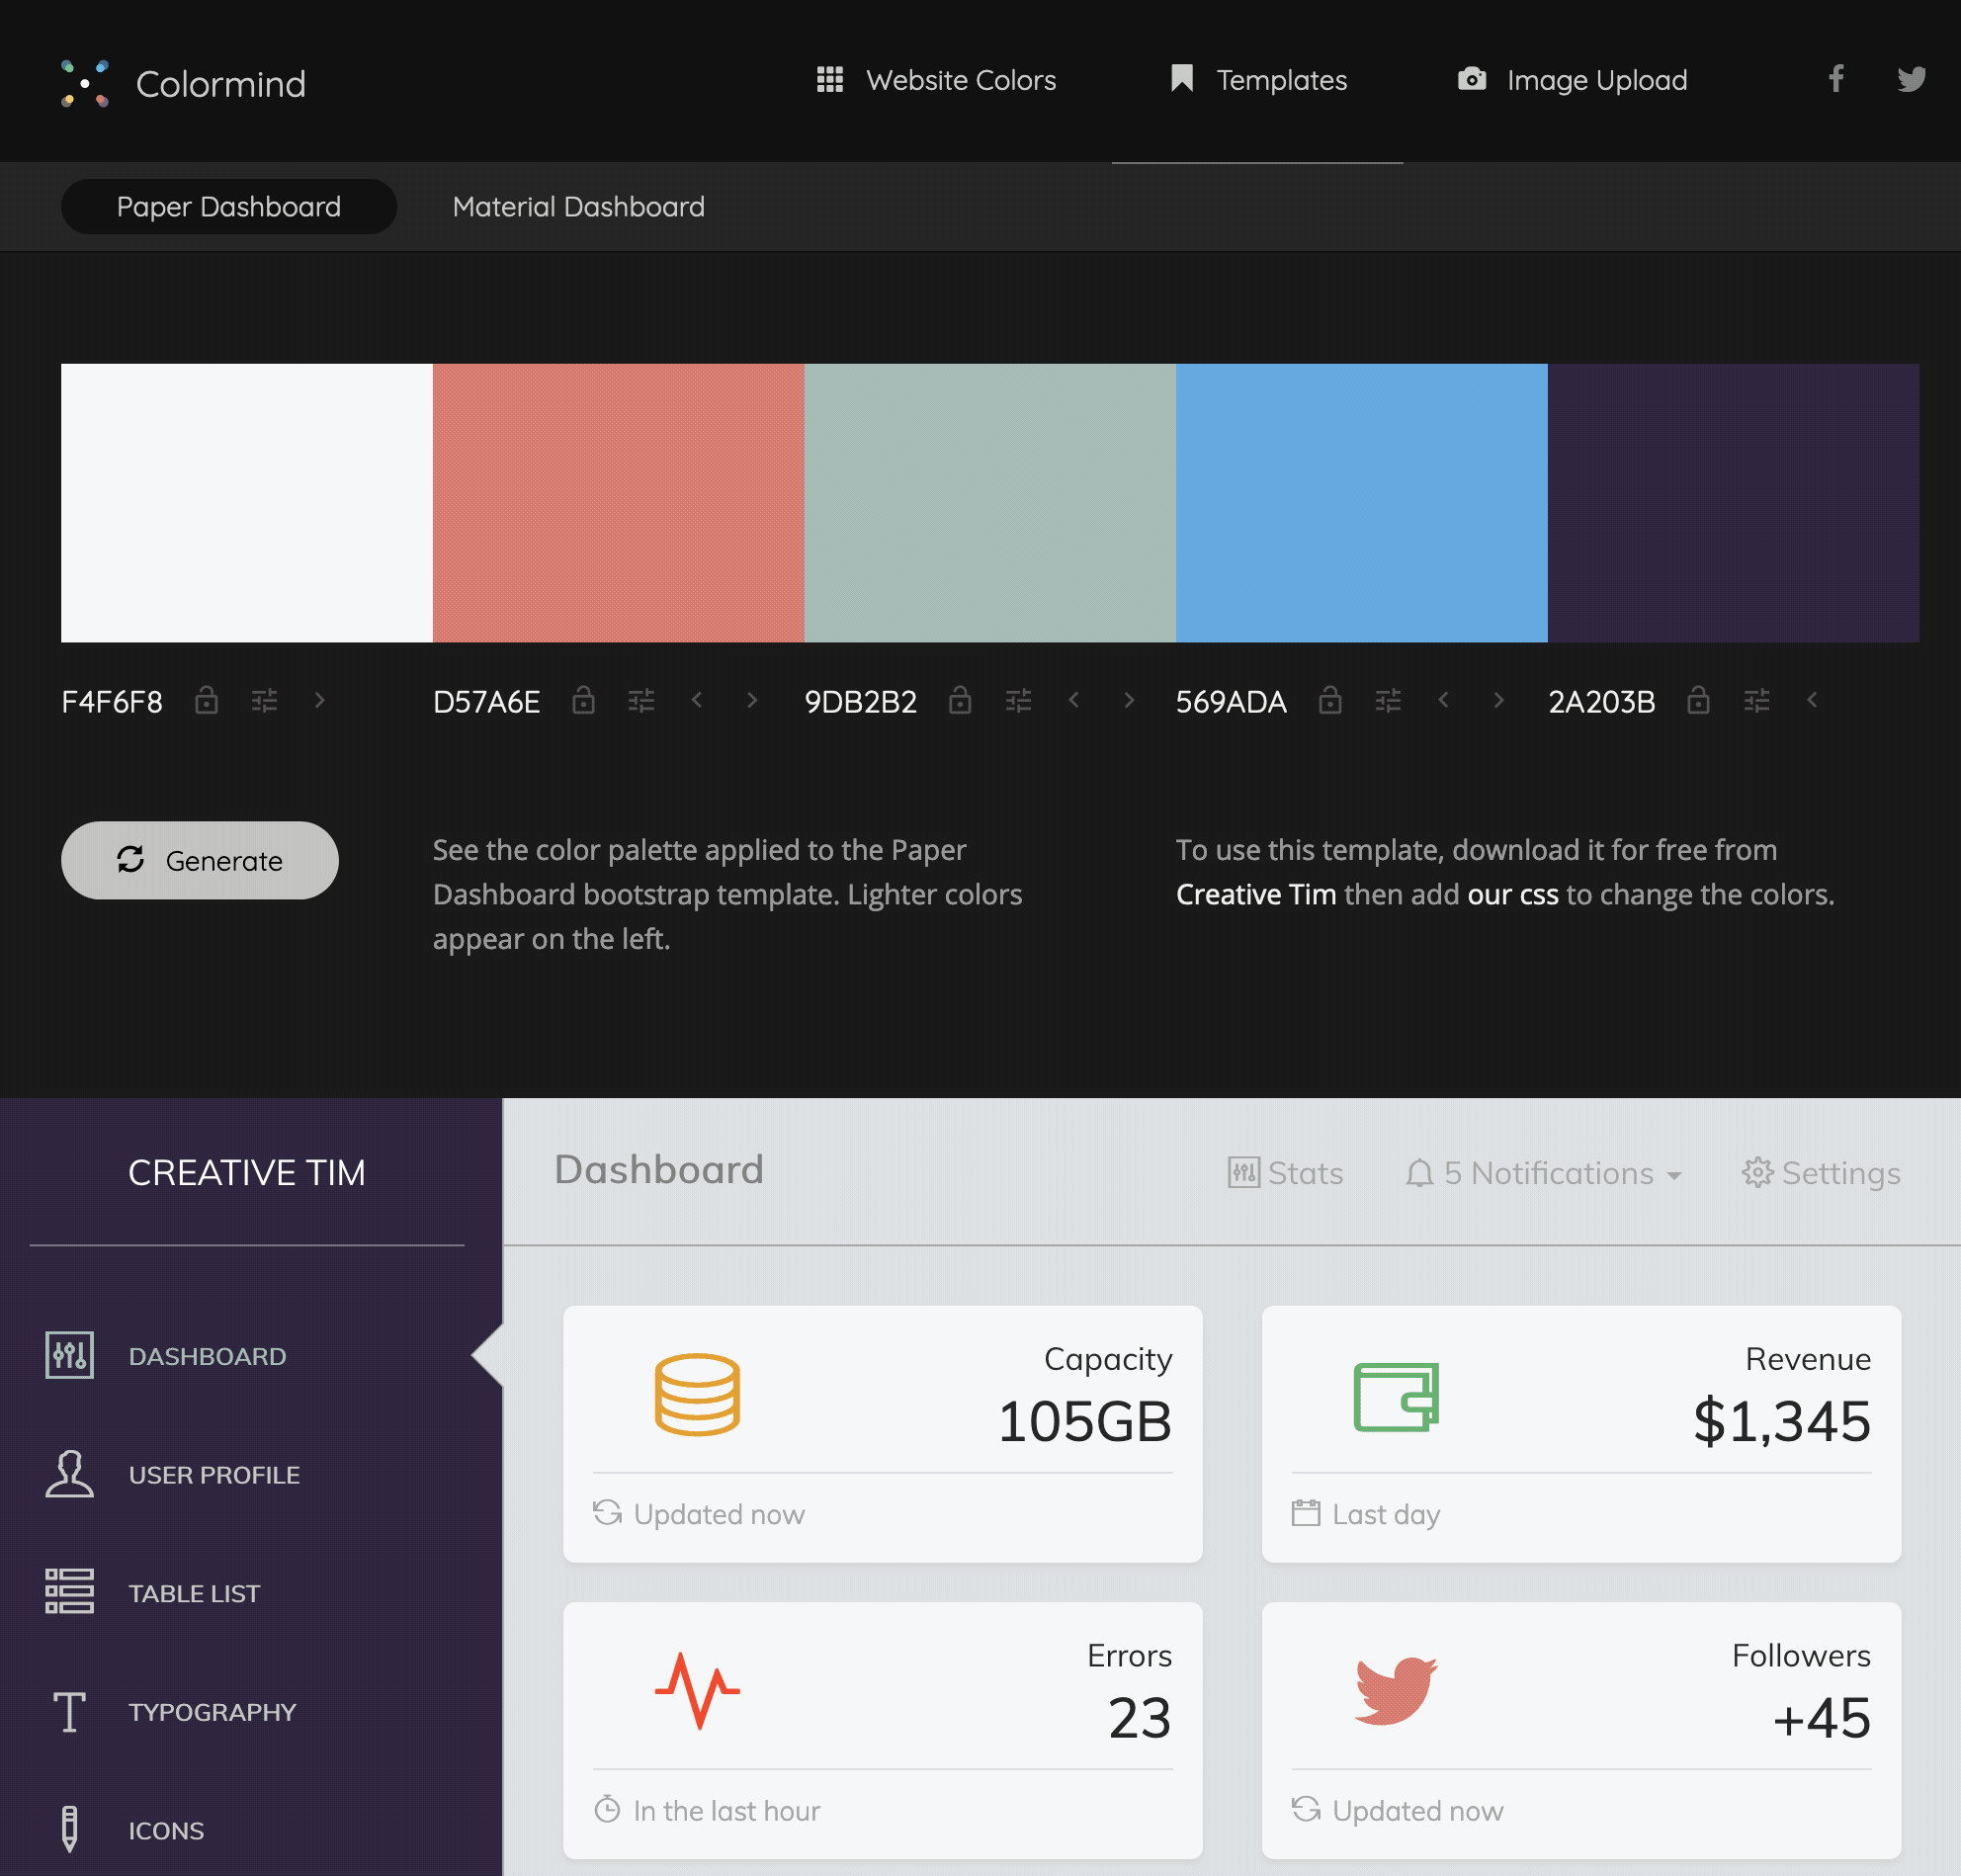 Colormind
Website Colors
Templates
Image Upload
Paper Dashboard
Material Dashboard
F4F6F8
D57A6E
9DB2B2
569ADA
2A203B
Generate
See the color palette applied to the Paper
Dashboard bootstrap template. Lighter colors
appear on the left.
To use this template, download it for free from
Creative Tim then add our css to change the colors.
CREATIVE TIM
Dashboard
Stats
5 Notifications
Settings
DASHBOARD
USER PROFILE
TABLE LIST
TYPOGRAPHY
ICONS
Capacity
105GB
Updated now
Revenue
$1,345
Last day
Errors
23
In the last hour
Followers
+45
Updated now